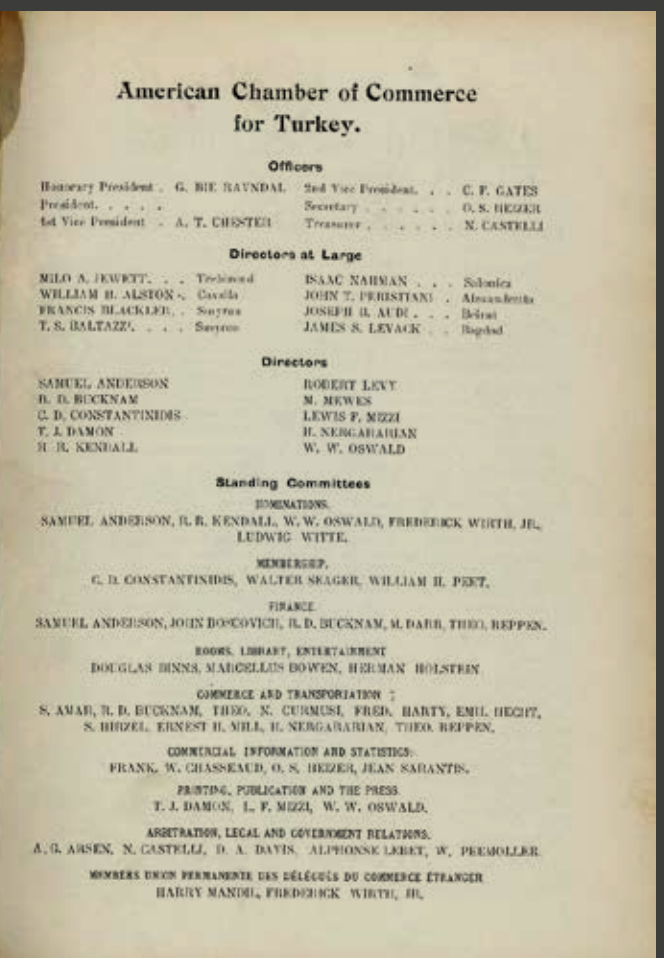 American Chamber of Commerce
for Turkey.
Officers
Honorary President . G. BIE RAVNDAL 2nd Vice President. . . C. F. GATES
President. . . . . Secretary . . . . . . O. S. HEIZER
1st Vice President . A. T. CHESTER Treasurer . . . . . . N. CASTELLI
Directors at Large
MILO A. JEWETT. . . Trebizond ISAAC NAHMAN . . . Salonica
WILLIAM H. ALSTON . Cavalla JOHN T. PERISTIANI . Alexandretta
FRANCIS BLACKLER . . Smyrna JOSEPH B. AUDI . . . Beirut
T. S. BALTAZZI. . . . Smyrna JAMES S. LEVACK . . Bagdad
Directors
SAMUEL ANDERSON ROBERT LEVY
R. D. BUCKNAM M. MEWES
C. D. CONSTANTINIDIS LEWIS F. MIZZI
T. J. DAMON H. NERGARARIAN
R. R. KENDALL W. W. OSWALD
Standing Committees
NOMINATIONS.
SAMUEL ANDERSON, R. R. KENDALL, W. W. OSWALD, FREDERICK WIRTH, JR.,
LUDWIG WITTE.
MEMBERSHIP.
C. D. CONSTANTINIDIS, WALTER SEAGER, WILLIAM H. PEET.
FINANCE
SAMUEL ANDERSON, JOHN BOSCOVICH, R. D. BUCKNAM, M. DARR, THEO. REPPEN.
ROOMS, LIBRARY, ENTERTAINMENT
DOUGLAS BINNS, MARCELLUS BOWEN, HERMAN HOLSTEIN
COMMERCE AND TRANSPORTATION
S. AMAR, R. D. BUCKNAM, THEO. N. CURMUSI, FRED. HARTY, EMIL HECHT,
S. HIRZEL, ERNEST H. MILL, H. NERGARARIAN, THEO. REPPEN.
COMMERCIAL INFORMATION AND STATISTICS.
FRANK. W. CHASSEAUD, O. S. HEIZER, JEAN SARANTIS.
PRINTING, PUBLICATION AND THE PRESS.
T. J. DAMON, L. F. MIZZI, W. W. OSWALD.
ARBITRATION, LEGAL AND GOVERNMENT RELATIONS.
A. G. ARSEN, N. CASTELLI, D. A. DAVIS, ALPHONSE LEBET, W. PERMOLLER
MEMBERS UNION PERMANENTE DES DÉLÉGUÉS DU COMMERCE ÉTRANGER
HARRY MANDIL, FREDERICK WIRTH, JR.